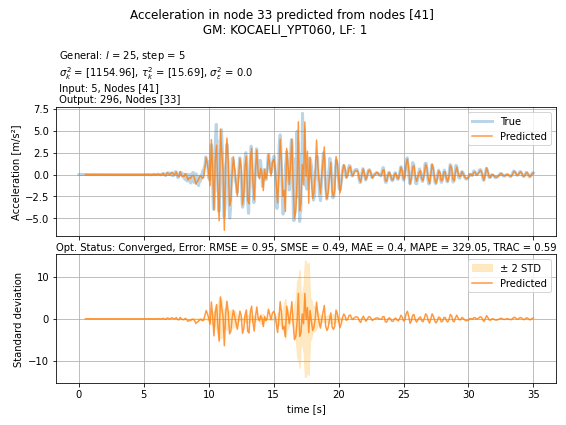 Acceleration in node 33 predicted from nodes [41]
GM: KOCAELI_YPT060, LF: 1
General: l = 25, step = 5
σ²ₖ = [1154.96], τ²ₖ = [15.69], σ²ε = 0.0
Input: 5, Nodes [41]
Output: 296, Nodes [33]
Acceleration [m/s²]
7.5
5.0
2.5
0.0
−2.5
−5.0
True
Predicted
Opt. Status: Converged, Error: RMSE = 0.95, SMSE = 0.49, MAE = 0.4, MAPE = 329.05, TRAC = 0.59
Standard deviation
10
0
−10
± 2 STD
Predicted
0 5 10 15 20 25 30 35
time [s]